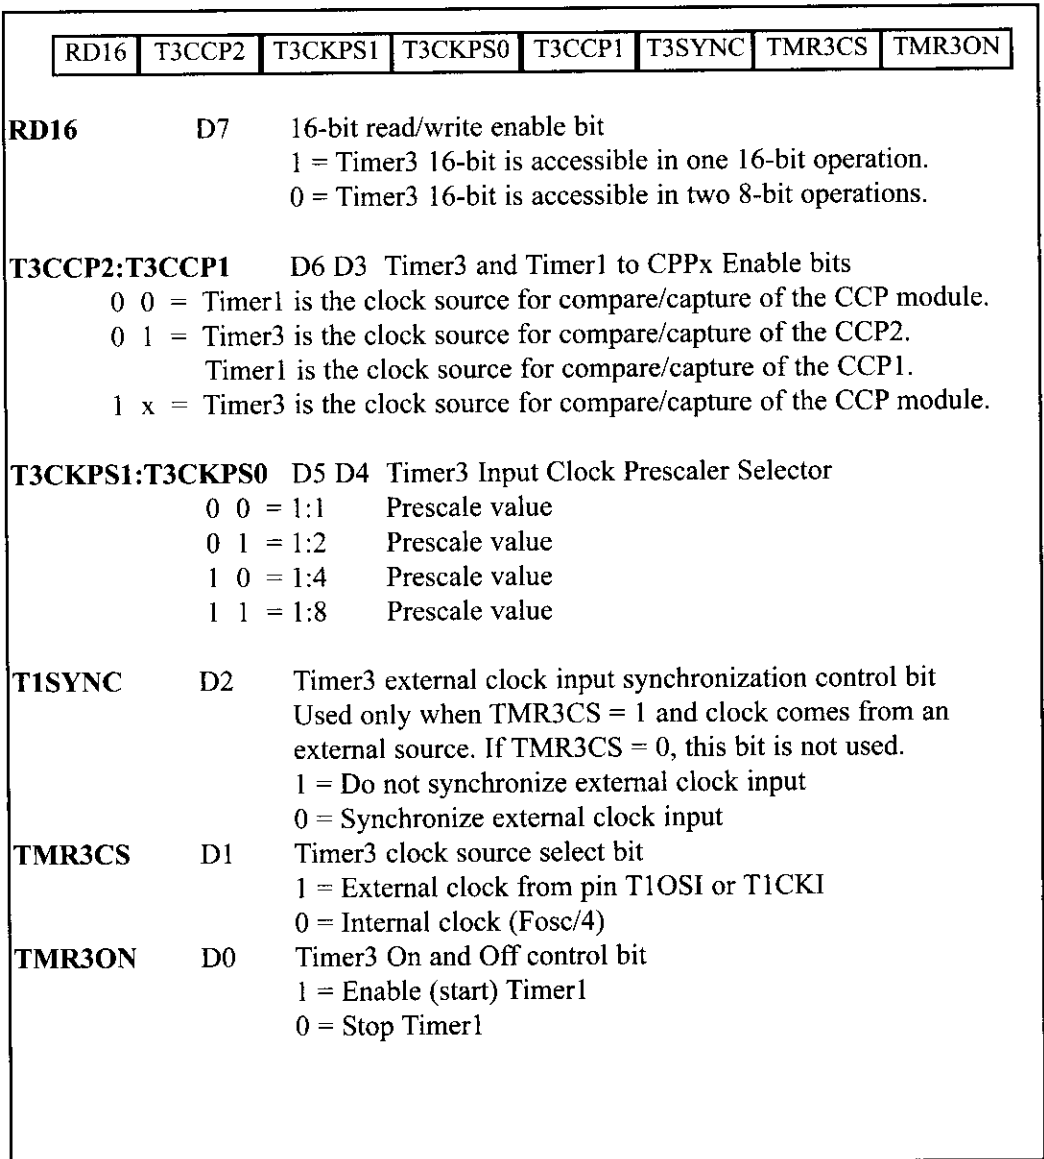 RD16 T3CCP2 T3CKPS1 T3CKPS0 T3CCP1 T3SYNC TMR3CS TMR3ON
RD16 D7 16-bit read/write enable bit
1 = Timer3 16-bit is accessible in one 16-bit operation.
0 = Timer3 16-bit is accessible in two 8-bit operations.
T3CCP2:T3CCP1 D6 D3 Timer3 and Timer1 to CPPx Enable bits
0 0 = Timer1 is the clock source for compare/capture of the CCP module.
0 1 = Timer3 is the clock source for compare/capture of the CCP2.
Timer1 is the clock source for compare/capture of the CCP1.
1 x = Timer3 is the clock source for compare/capture of the CCP module.
T3CKPS1:T3CKPS0 D5 D4 Timer3 Input Clock Prescaler Selector
0 0 = 1:1 Prescale value
0 1 = 1:2 Prescale value
1 0 = 1:4 Prescale value
1 1 = 1:8 Prescale value
T1SYNC D2 Timer3 external clock input synchronization control bit
Used only when TMR3CS = 1 and clock comes from an
external source. If TMR3CS = 0, this bit is not used.
1 = Do not synchronize external clock input
0 = Synchronize external clock input
TMR3CS D1 Timer3 clock source select bit
1 = External clock from pin T1OSI or T1CKI
0 = Internal clock (Fosc/4)
TMR3ON D0 Timer3 On and Off control bit
1 = Enable (start) Timer1
0 = Stop Timer1